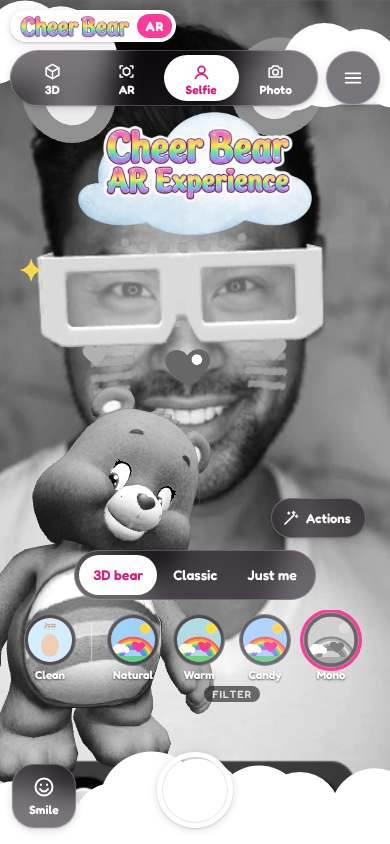 Cheer Bear AR
3D AR Selfie Photo
Cheer Bear
AR Experience
Actions
3D bear Classic Just me
Clean Natural Warm Candy Mono
FILTER
Smile